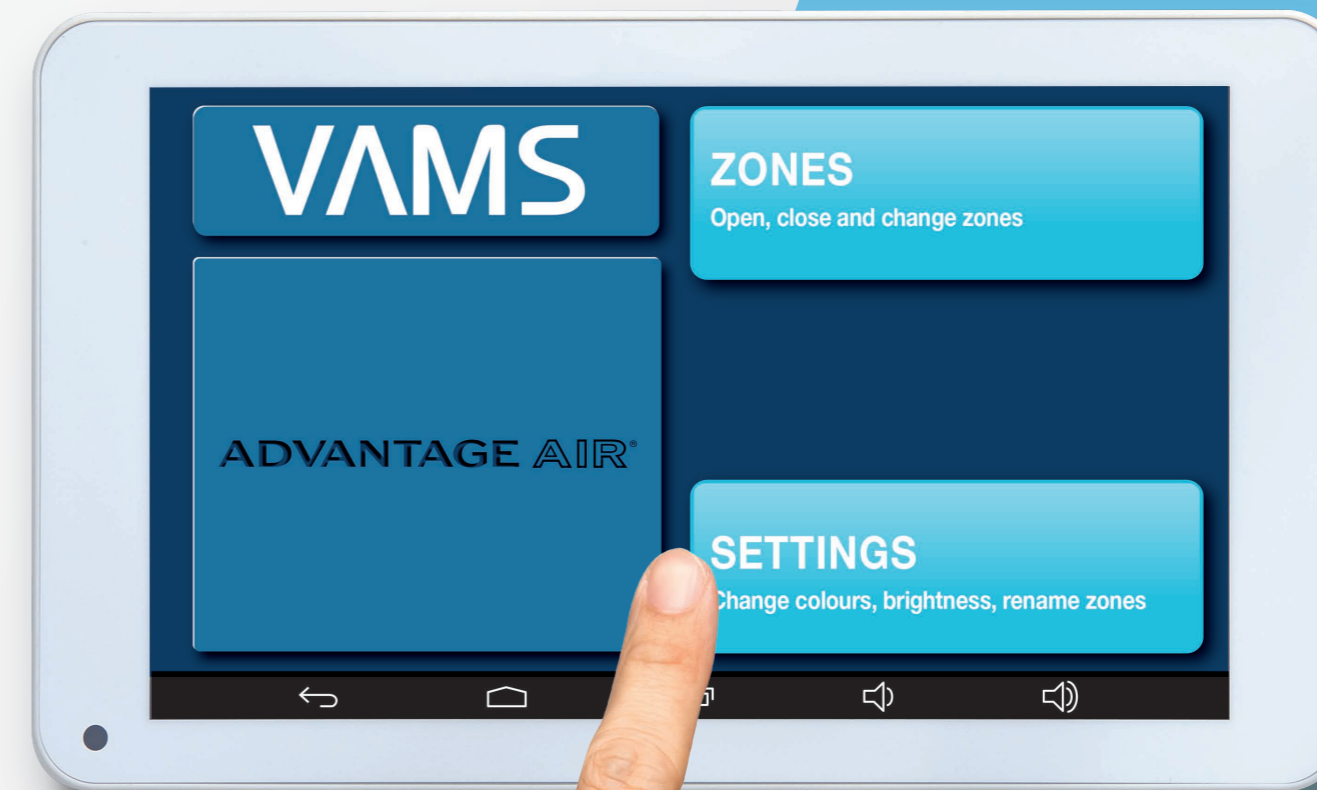 VAMS
ZONES
Open, close and change zones
ADVANTAGE AIR®
SETTINGS
Change colours, brightness, rename zones